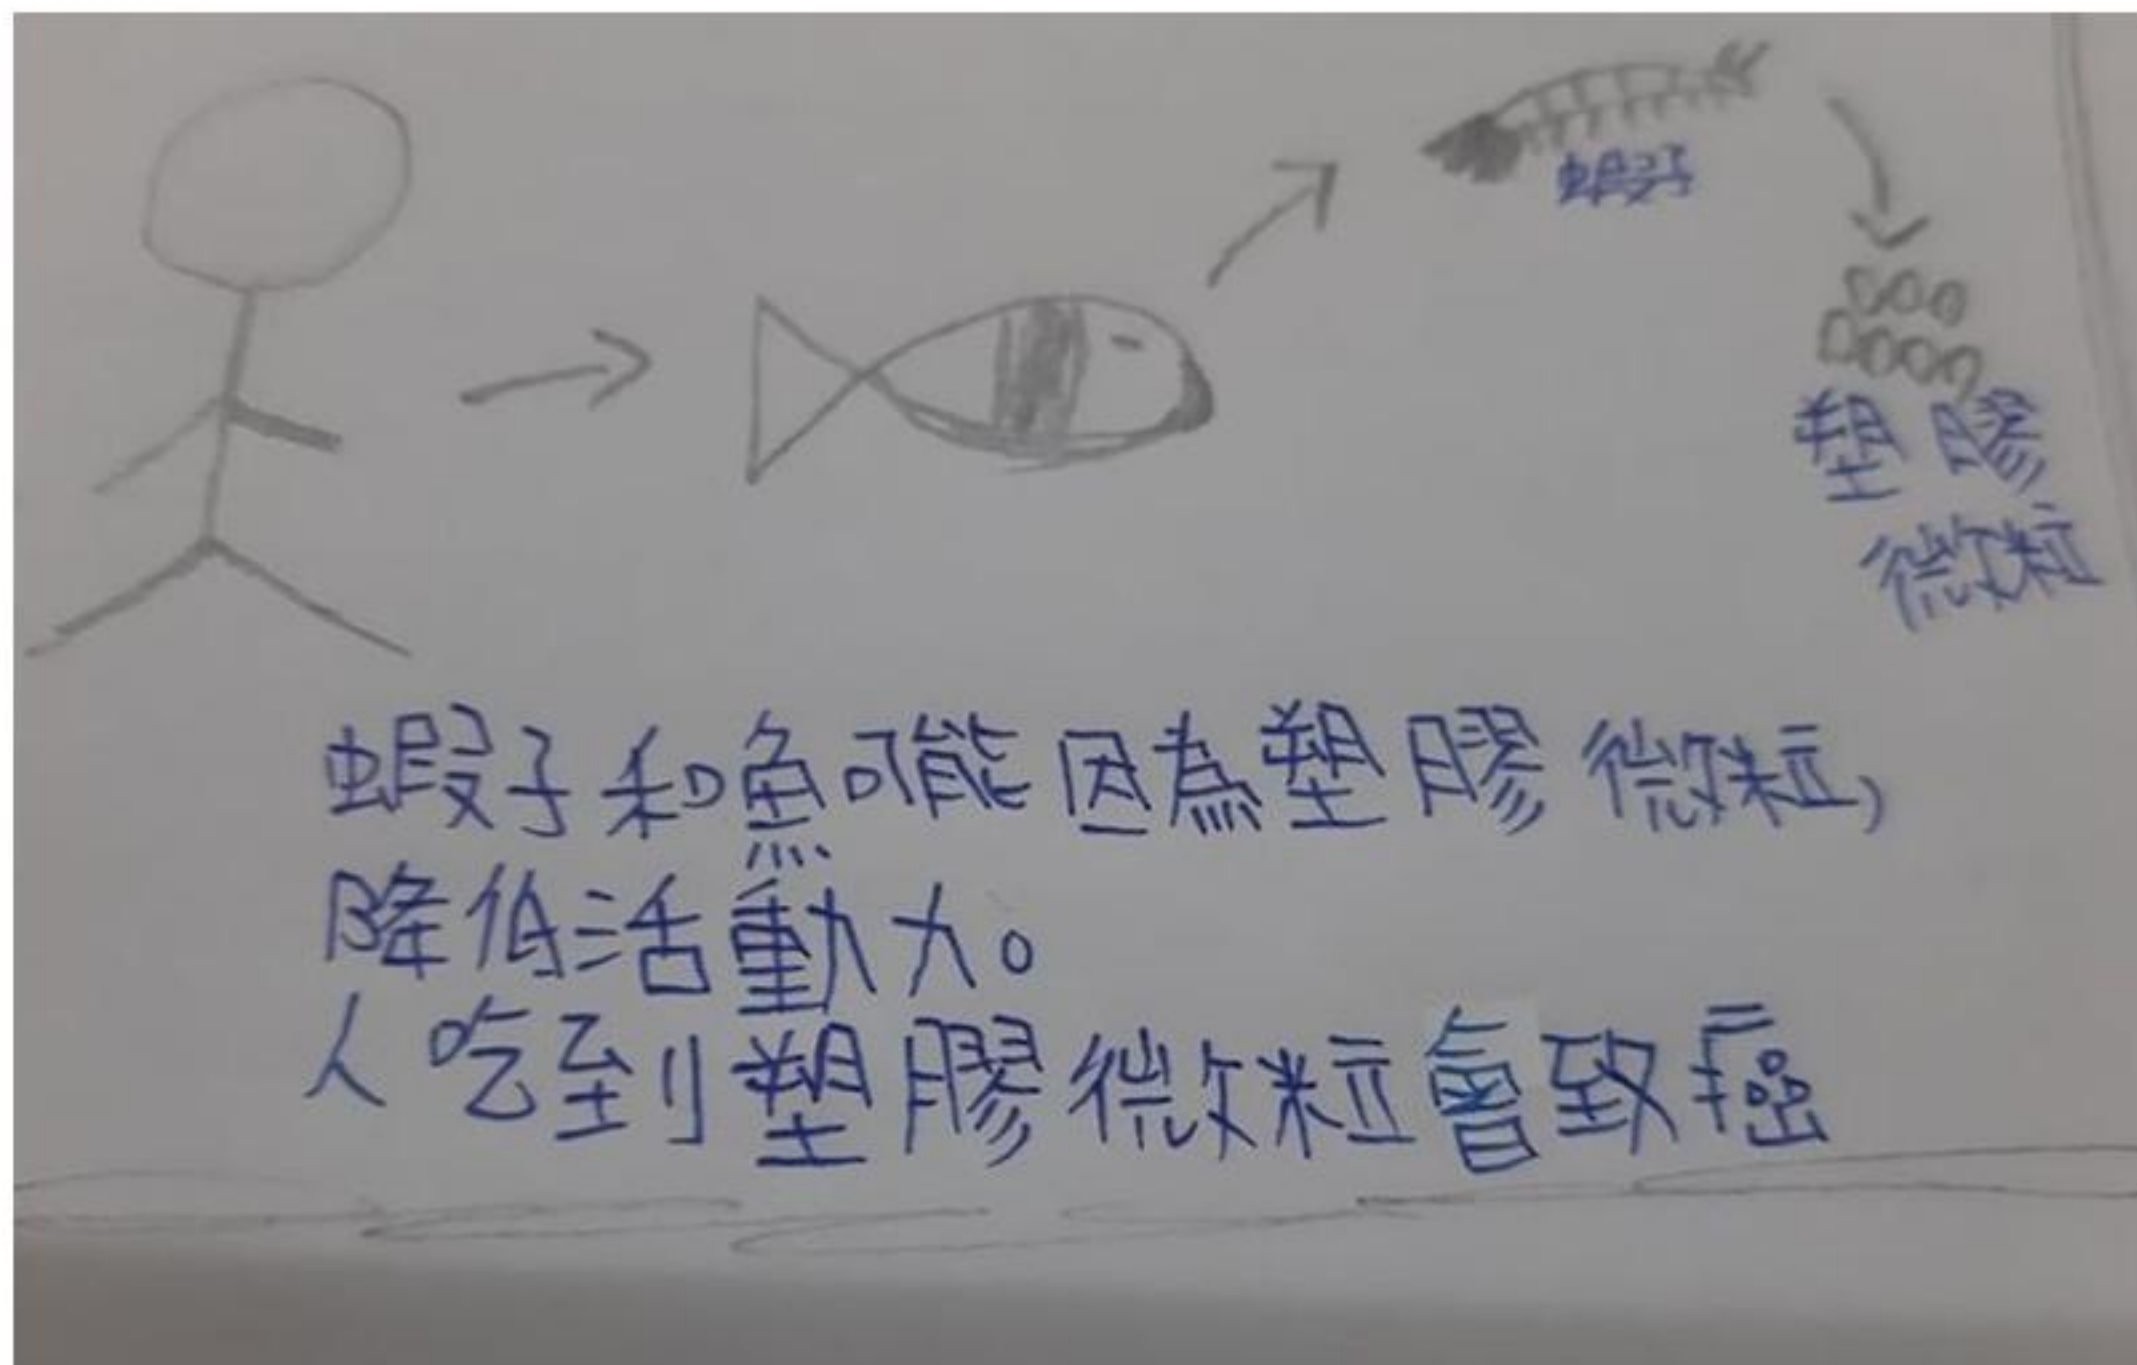 蝦子
塑膠
微粒
蝦子和魚可能因為塑膠微粒,
降低活動力。
人吃到塑膠微粒會致癌